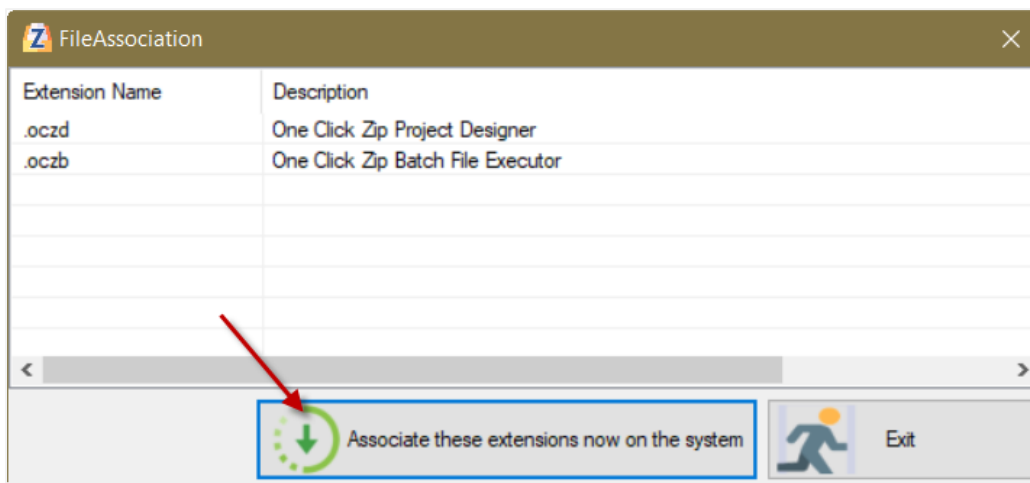 Z FileAssociation
Extension Name Description
.oczd One Click Zip Project Designer
.oczb One Click Zip Batch File Executor
Associate these extensions now on the system Exit